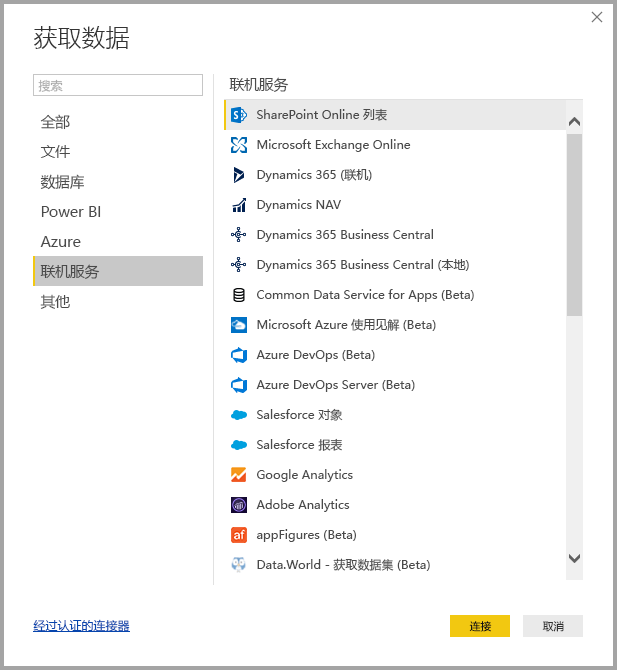 获取数据
搜索
全部
文件
数据库
Power BI
Azure
联机服务
其他
联机服务
SharePoint Online 列表
Microsoft Exchange Online
Dynamics 365 (联机)
Dynamics NAV
Dynamics 365 Business Central
Dynamics 365 Business Central (本地)
Common Data Service for Apps (Beta)
Microsoft Azure 使用见解 (Beta)
Azure DevOps (Beta)
Azure DevOps Server (Beta)
Salesforce 对象
Salesforce 报表
Google Analytics
Adobe Analytics
appFigures (Beta)
Data.World - 获取数据集 (Beta)
经过认证的连接器
连接
取消